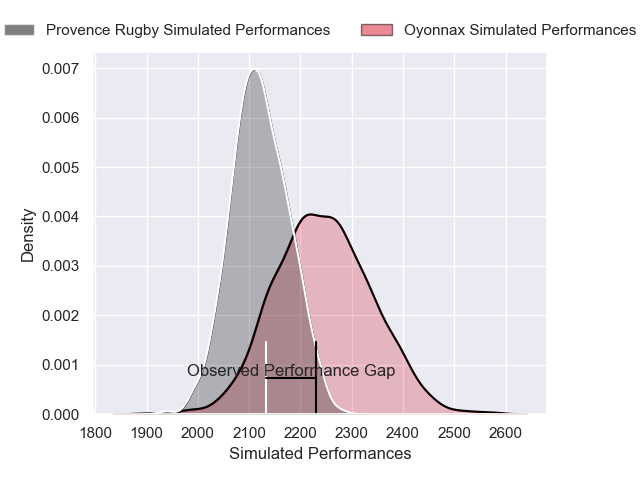 Provence Rugby Simulated Performances
Oyonnax Simulated Performances
0.007
0.006
0.005
0.004
0.003
0.002
0.001
0.000
Density
Observed Performance Gap
1800 1900 2000 2100 2200 2300 2400 2500 2600
Simulated Performances